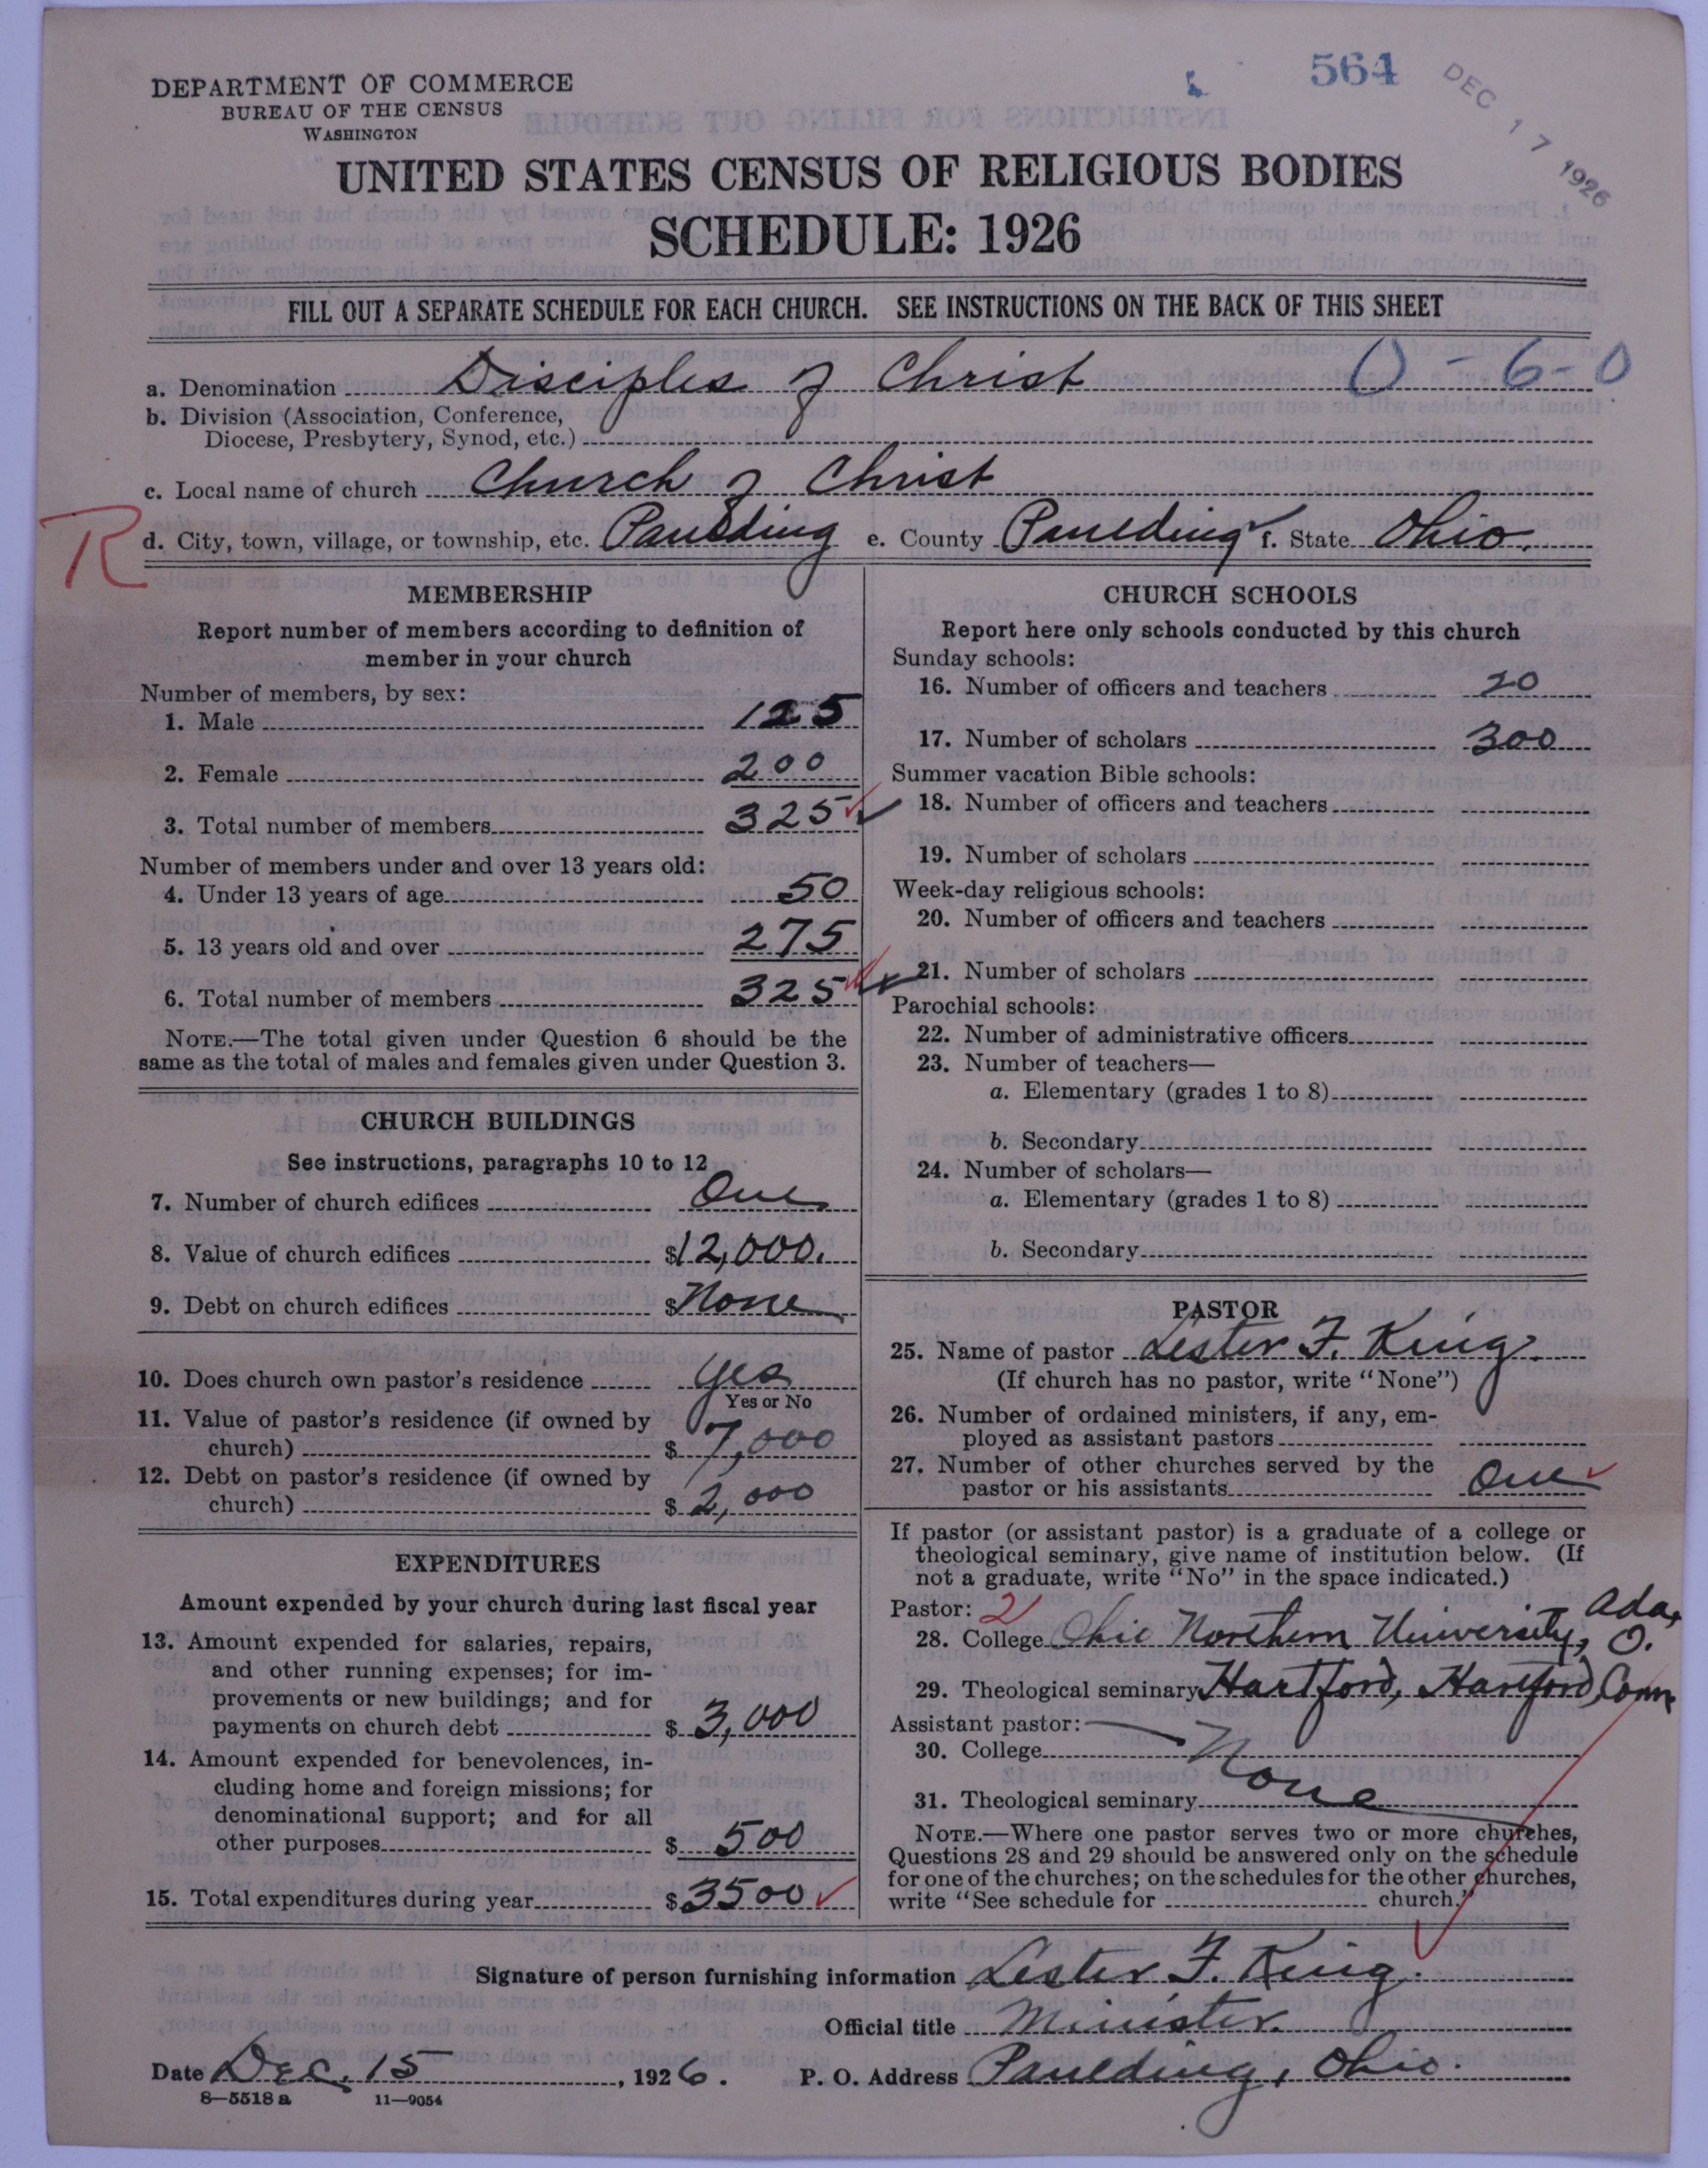 564
DEC 17 1926
DEPARTMENT OF COMMERCE
BUREAU OF THE CENSUS
WASHINGTON
UNITED STATES CENSUS OF RELIGIOUS BODIES
SCHEDULE: 1926
FILL OUT A SEPARATE SCHEDULE FOR EACH CHURCH. SEE INSTRUCTIONS ON THE BACK OF THIS SHEET
a. Denomination Disciples of Christ 0-6-0
b. Division (Association, Conference,
Diocese, Presbytery, Synod, etc.)
c. Local name of church Church of Christ
R
d. City, town, village, or township, etc. Paulding e. County Paulding f. State Ohio.
MEMBERSHIP
Report number of members according to definition of
member in your church
Number of members, by sex:
1. Male 125
2. Female 200
3. Total number of members 325
Number of members under and over 13 years old:
4. Under 13 years of age 50
5. 13 years old and over 275
6. Total number of members 325
NOTE.—The total given under Question 6 should be the
same as the total of males and females given under Question 3.
CHURCH BUILDINGS
See instructions, paragraphs 10 to 12
7. Number of church edifices One
8. Value of church edifices $12,000.
9. Debt on church edifices $None
10. Does church own pastor's residence Yes
Yes or No
11. Value of pastor's residence (if owned by
church) $7,000
12. Debt on pastor's residence (if owned by
church) $2,000
EXPENDITURES
Amount expended by your church during last fiscal year
13. Amount expended for salaries, repairs,
and other running expenses; for im-
provements or new buildings; and for
payments on church debt $3,000
14. Amount expended for benevolences, in-
cluding home and foreign missions; for
denominational support; and for all
other purposes $500
15. Total expenditures during year $3500
CHURCH SCHOOLS
Report here only schools conducted by this church
Sunday schools:
16. Number of officers and teachers 20
17. Number of scholars 300
Summer vacation Bible schools:
18. Number of officers and teachers
19. Number of scholars
Week-day religious schools:
20. Number of officers and teachers
21. Number of scholars
Parochial schools:
22. Number of administrative officers
23. Number of teachers—
a. Elementary (grades 1 to 8)
b. Secondary
24. Number of scholars—
a. Elementary (grades 1 to 8)
b. Secondary
PASTOR
25. Name of pastor Lester F. King.
(If church has no pastor, write "None")
26. Number of ordained ministers, if any, em-
ployed as assistant pastors
27. Number of other churches served by the
pastor or his assistants One
If pastor (or assistant pastor) is a graduate of a college or
theological seminary, give name of institution below. (If
not a graduate, write "No" in the space indicated.)
Pastor: 2
28. College Ohio Northern University, Ada, O.
29. Theological seminary Hartford, Hartford, Conn
Assistant pastor:
30. College None
31. Theological seminary
NOTE.—Where one pastor serves two or more churches,
Questions 28 and 29 should be answered only on the schedule
for one of the churches; on the schedules for the other churches,
write "See schedule for church."
Signature of person furnishing information Lester F. King.
Official title Minister.
Date Dec. 15, 1926. P. O. Address Paulding, Ohio.
8—5518 a 11—9054